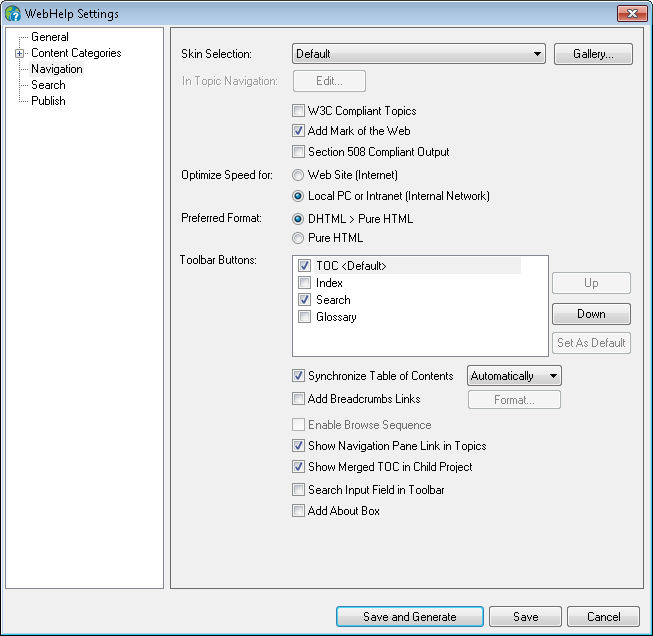 WebHelp Settings
General
Content Categories
Navigation
Search
Publish
Skin Selection: Default Gallery...
In Topic Navigation: Edit...
W3C Compliant Topics
Add Mark of the Web
Section 508 Compliant Output
Optimize Speed for: Web Site (Internet)
Local PC or Intranet (Internal Network)
Preferred Format: DHTML > Pure HTML
Pure HTML
Toolbar Buttons: TOC <Default>
Index
Search
Glossary
Up
Down
Set As Default
Synchronize Table of Contents Automatically
Add Breadcrumbs Links Format...
Enable Browse Sequence
Show Navigation Pane Link in Topics
Show Merged TOC in Child Project
Search Input Field in Toolbar
Add About Box
Save and Generate Save Cancel